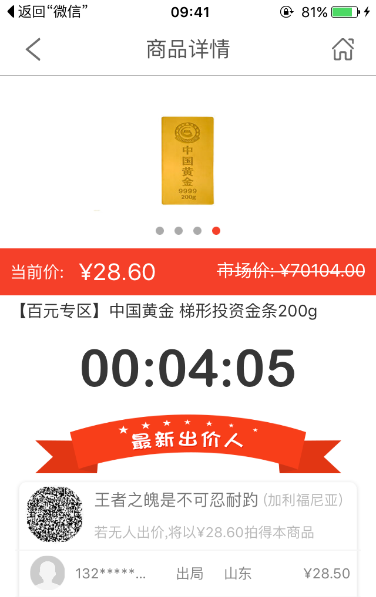 返回“微信” 09:41 81%
商品详情
中
国
黄
金
9999
200g
当前价: ¥28.60 市场价: ¥70104.00
【百元专区】中国黄金 梯形投资金条200g
00:04:05
最新出价人
王者之魄是不可忍耐趵 (加利福尼亚)
若无人出价,将以¥28.60拍得本商品
132*****... 出局 山东 ¥28.50